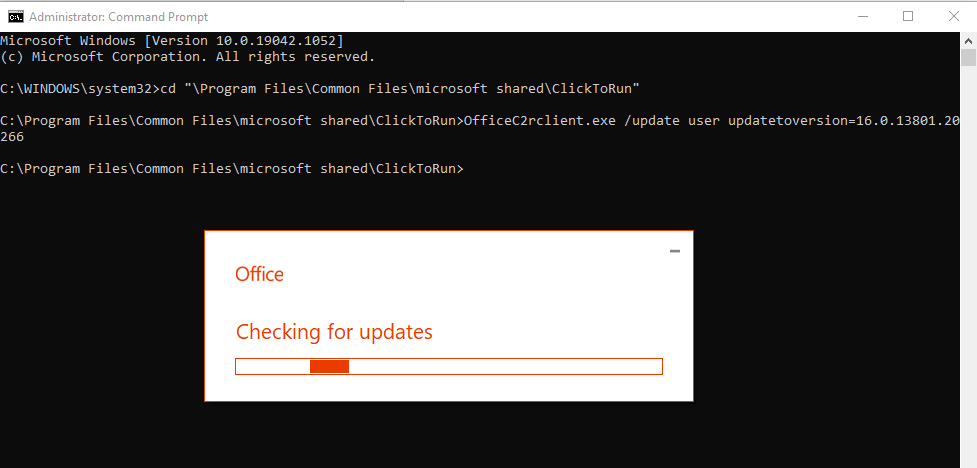 Administrator: Command Prompt
Microsoft Windows [Version 10.0.19042.1052]
(c) Microsoft Corporation. All rights reserved.
C:\WINDOWS\system32>cd "\Program Files\Common Files\microsoft shared\ClickToRun"
C:\Program Files\Common Files\microsoft shared\ClickToRun>OfficeC2rclient.exe /update user updatetoversion=16.0.13801.20
266
C:\Program Files\Common Files\microsoft shared\ClickToRun>
Office
Checking for updates